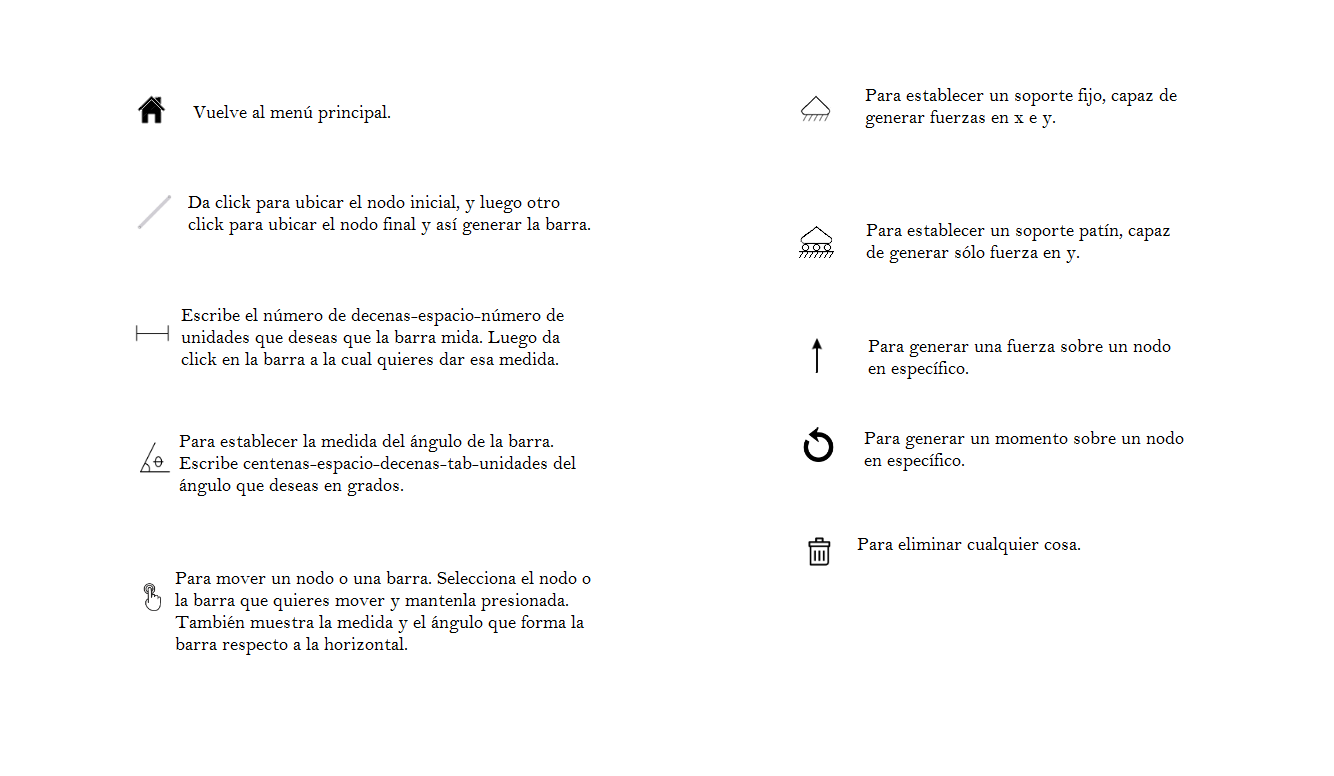 Vuelve al menú principal.
Da click para ubicar el nodo inicial, y luego otro
click para ubicar el nodo final y así generar la barra.
Escribe el número de decenas-espacio-número de
unidades que deseas que la barra mida. Luego da
click en la barra a la cual quieres dar esa medida.
θ
Para establecer la medida del ángulo de la barra.
Escribe centenas-espacio-decenas-tab-unidades del
ángulo que deseas en grados.
Para mover un nodo o una barra. Selecciona el nodo o
la barra que quieres mover y mantenla presionada.
También muestra la medida y el ángulo que forma la
barra respecto a la horizontal.
Para establecer un soporte fijo, capaz de
generar fuerzas en x e y.
Para establecer un soporte patín, capaz
de generar sólo fuerza en y.
Para generar una fuerza sobre un nodo
en específico.
Para generar un momento sobre un nodo
en específico.
Para eliminar cualquier cosa.